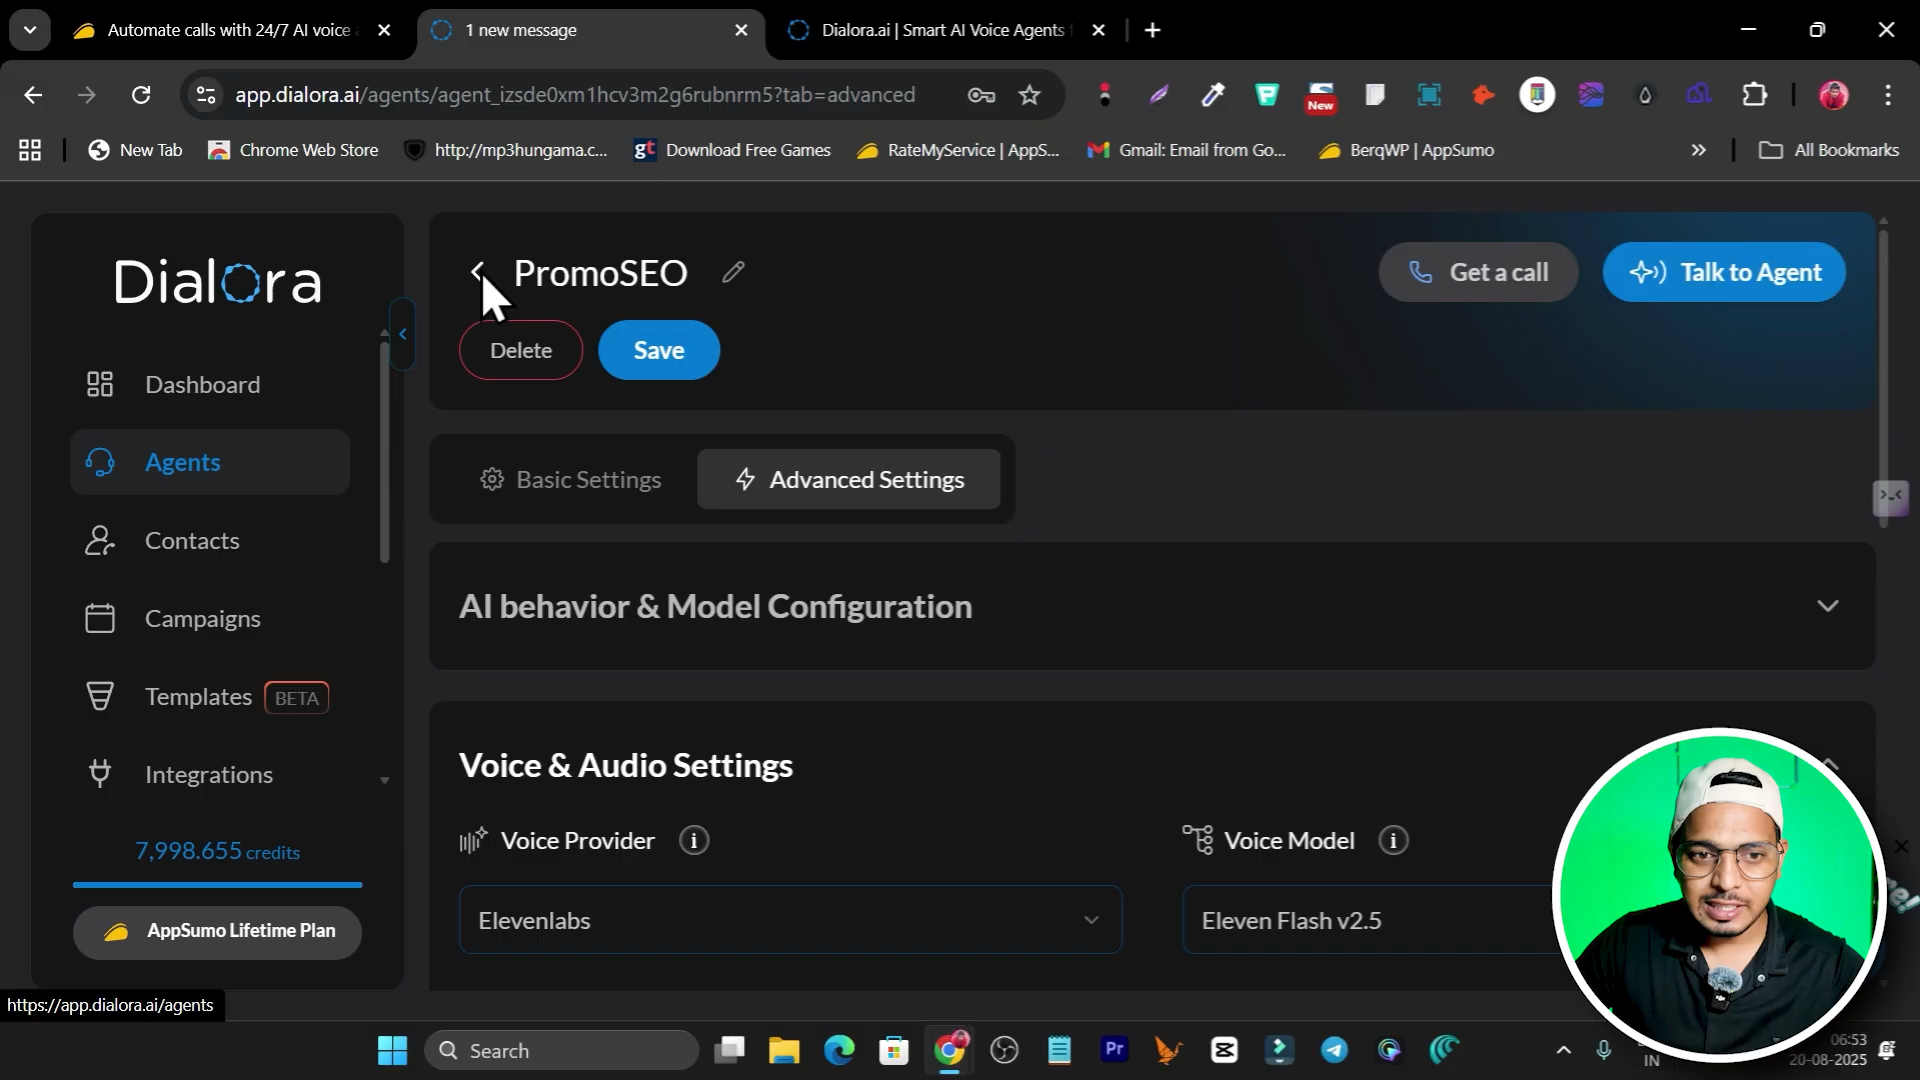 Automate calls with 24/7 AI voice a
1 new message
Dialora.ai | Smart AI Voice Agents f
app.dialora.ai/agents/agent_izsde0xm1hcv3m2g6rubnrm5?tab=advanced
New
New Tab
Chrome Web Store
http://mp3hungama.c...
gt
Download Free Games
RateMyService | AppS...
Gmail: Email from Go...
BerqWP | AppSumo
All Bookmarks
Dialora
PromoSEO
Get a call
Talk to Agent
Delete
Save
Dashboard
Agents
Contacts
Campaigns
Templates
BETA
Integrations
7,998.655 credits
AppSumo Lifetime Plan
Basic Settings
Advanced Settings
AI behavior & Model Configuration
Voice & Audio Settings
Voice Provider
Voice Model
Elevenlabs
Eleven Flash v2.5
https://app.dialora.ai/agents
Search
Pr
IN
06:53
20-08-2025